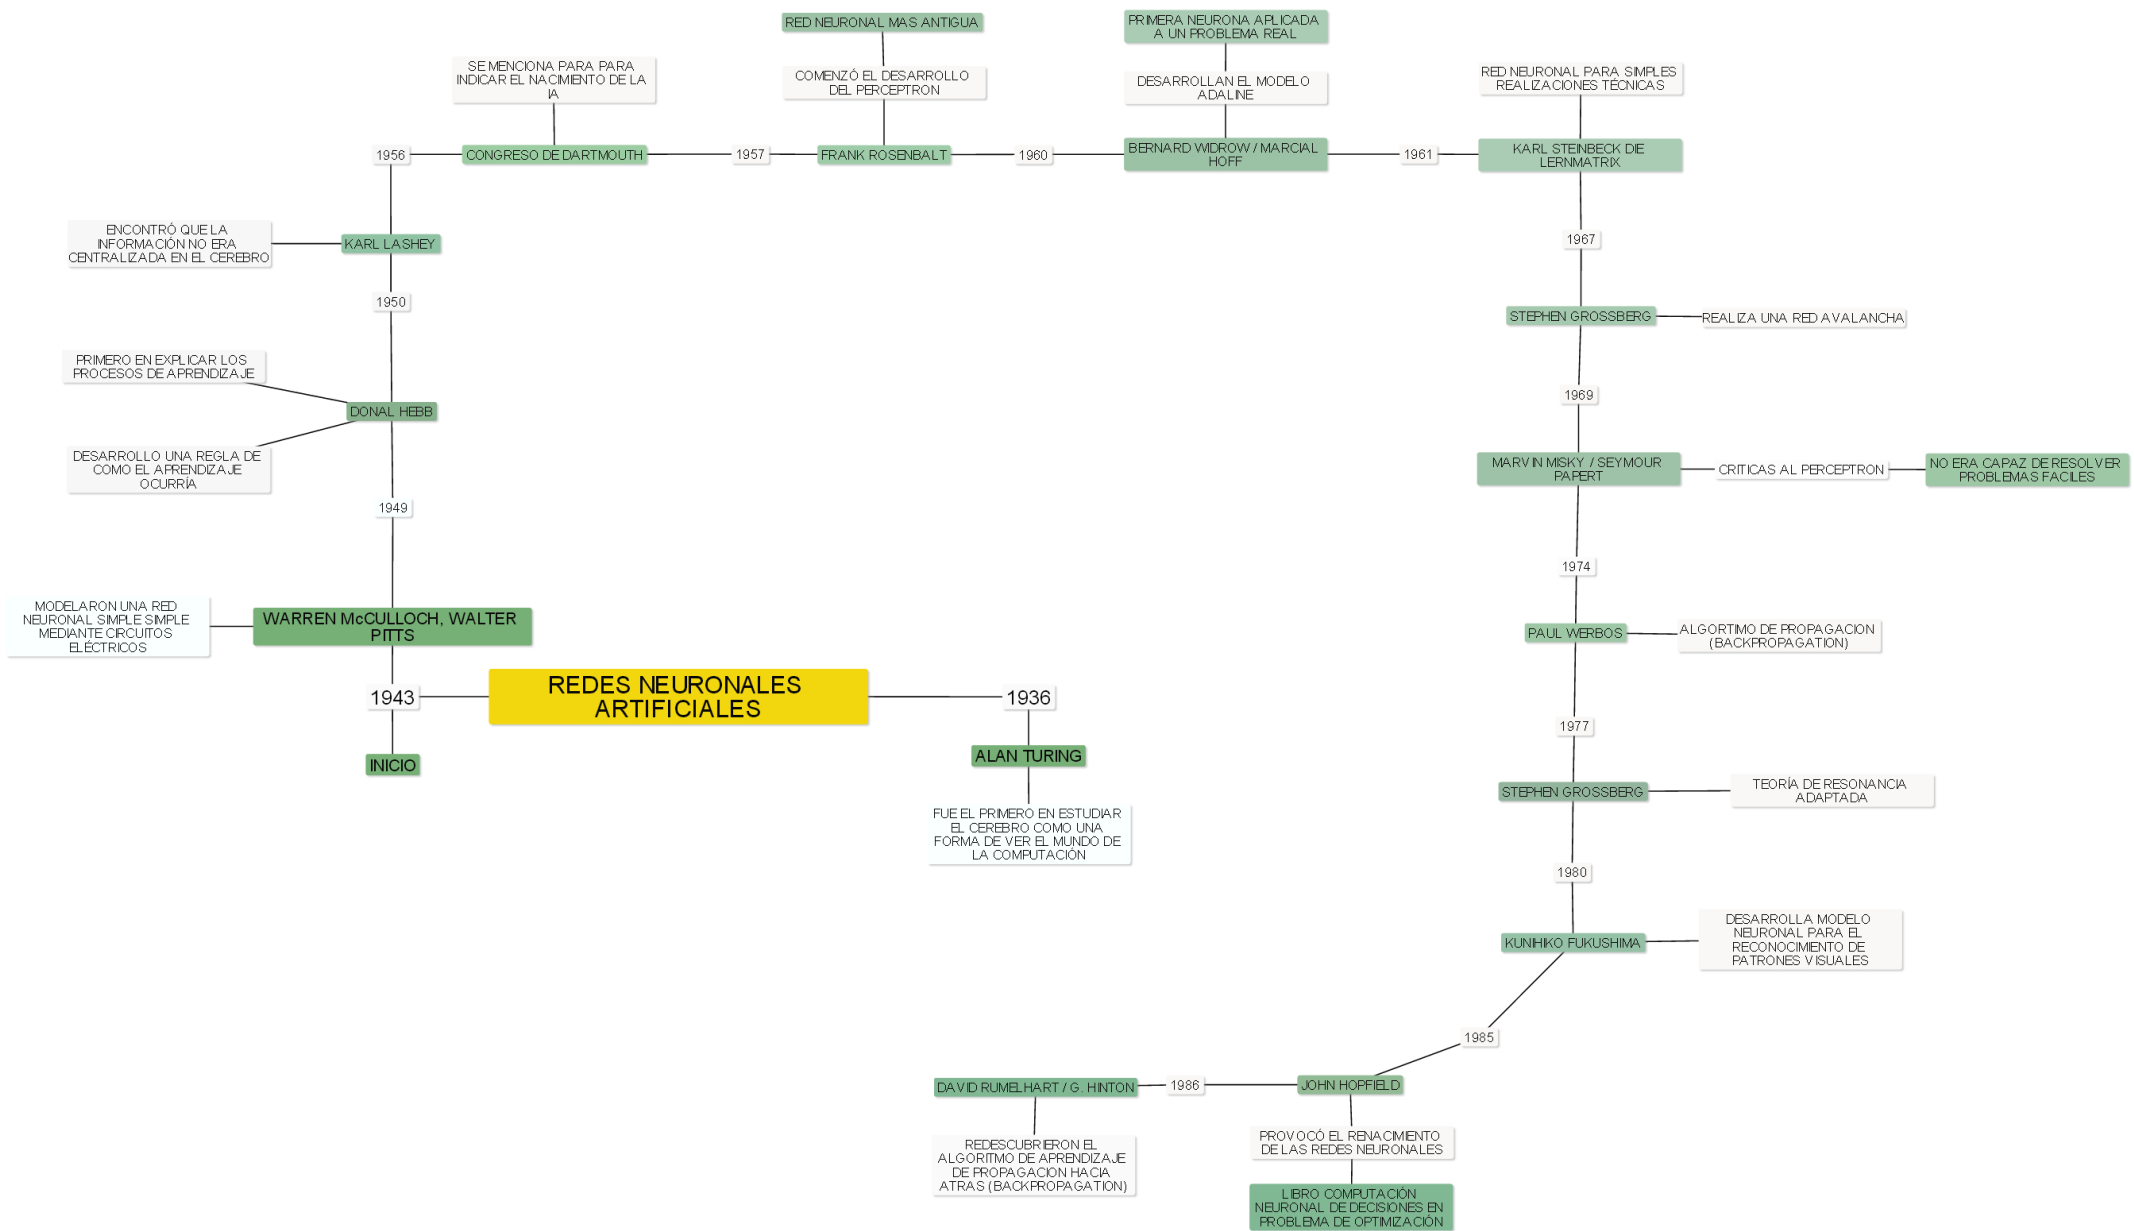 RED NEURONAL MAS ANTIGUA
PRIMERA NEURONA APLICADA
A UN PROBLEMA REAL
SE MENCIONA PARA PARA
INDICAR EL NACIMIENTO DE LA
IA
COMENZÓ EL DESARROLLO
DEL PERCEPTRON
DESARROLLAN EL MODELO
ADALINE
RED NEURONAL PARA SIMPLES
REALIZACIONES TÉCNICAS
1956
CONGRESO DE DARTMOUTH
1957
FRANK ROSENBALT
1960
BERNARD WIDROW / MARCIAL
HOFF
1961
KARL STEINBECK DIE
LERNMATRIX
ENCONTRÓ QUE LA
INFORMACIÓN NO ERA
CENTRALIZADA EN EL CEREBRO
KARL LASHEY
1967
1950
STEPHEN GROSSBERG
REALIZA UNA RED AVALANCHA
PRIMERO EN EXPLICAR LOS
PROCESOS DE APRENDIZAJE
1969
DONAL HEBB
DESARROLLO UNA REGLA DE
COMO EL APRENDIZAJE
OCURRÍA
MARVIN MISKY / SEYMOUR
PAPERT
CRITICAS AL PERCEPTRON
NO ERA CAPAZ DE RESOLVER
PROBLEMAS FACILES
1949
1974
MODELARON UNA RED
NEURONAL SIMPLE SIMPLE
MEDIANTE CIRCUITOS
ELÉCTRICOS
WARREN McCULLOCH, WALTER
PITTS
PAUL WERBOS
ALGORTIMO DE PROPAGACION
(BACKPROPAGATION)
1943
REDES NEURONALES
ARTIFICIALES
1936
1977
INICIO
ALAN TURING
STEPHEN GROSSBERG
TEORÍA DE RESONANCIA
ADAPTADA
FUE EL PRIMERO EN ESTUDIAR
EL CEREBRO COMO UNA
FORMA DE VER EL MUNDO DE
LA COMPUTACIÓN
1980
KUNIHIKO FUKUSHIMA
DESARROLLA MODELO
NEURONAL PARA EL
RECONOCIMIENTO DE
PATRONES VISUALES
1985
DAVID RUMELHART / G. HINTON
1986
JOHN HOPFIELD
REDESCUBRIERON EL
ALGORITMO DE APRENDIZAJE
DE PROPAGACION HACIA
ATRAS (BACKPROPAGATION)
PROVOCÓ EL RENACIMIENTO
DE LAS REDES NEURONALES
LIBRO COMPUTACIÓN
NEURONAL DE DECISIONES EN
PROBLEMA DE OPTIMIZACIÓN